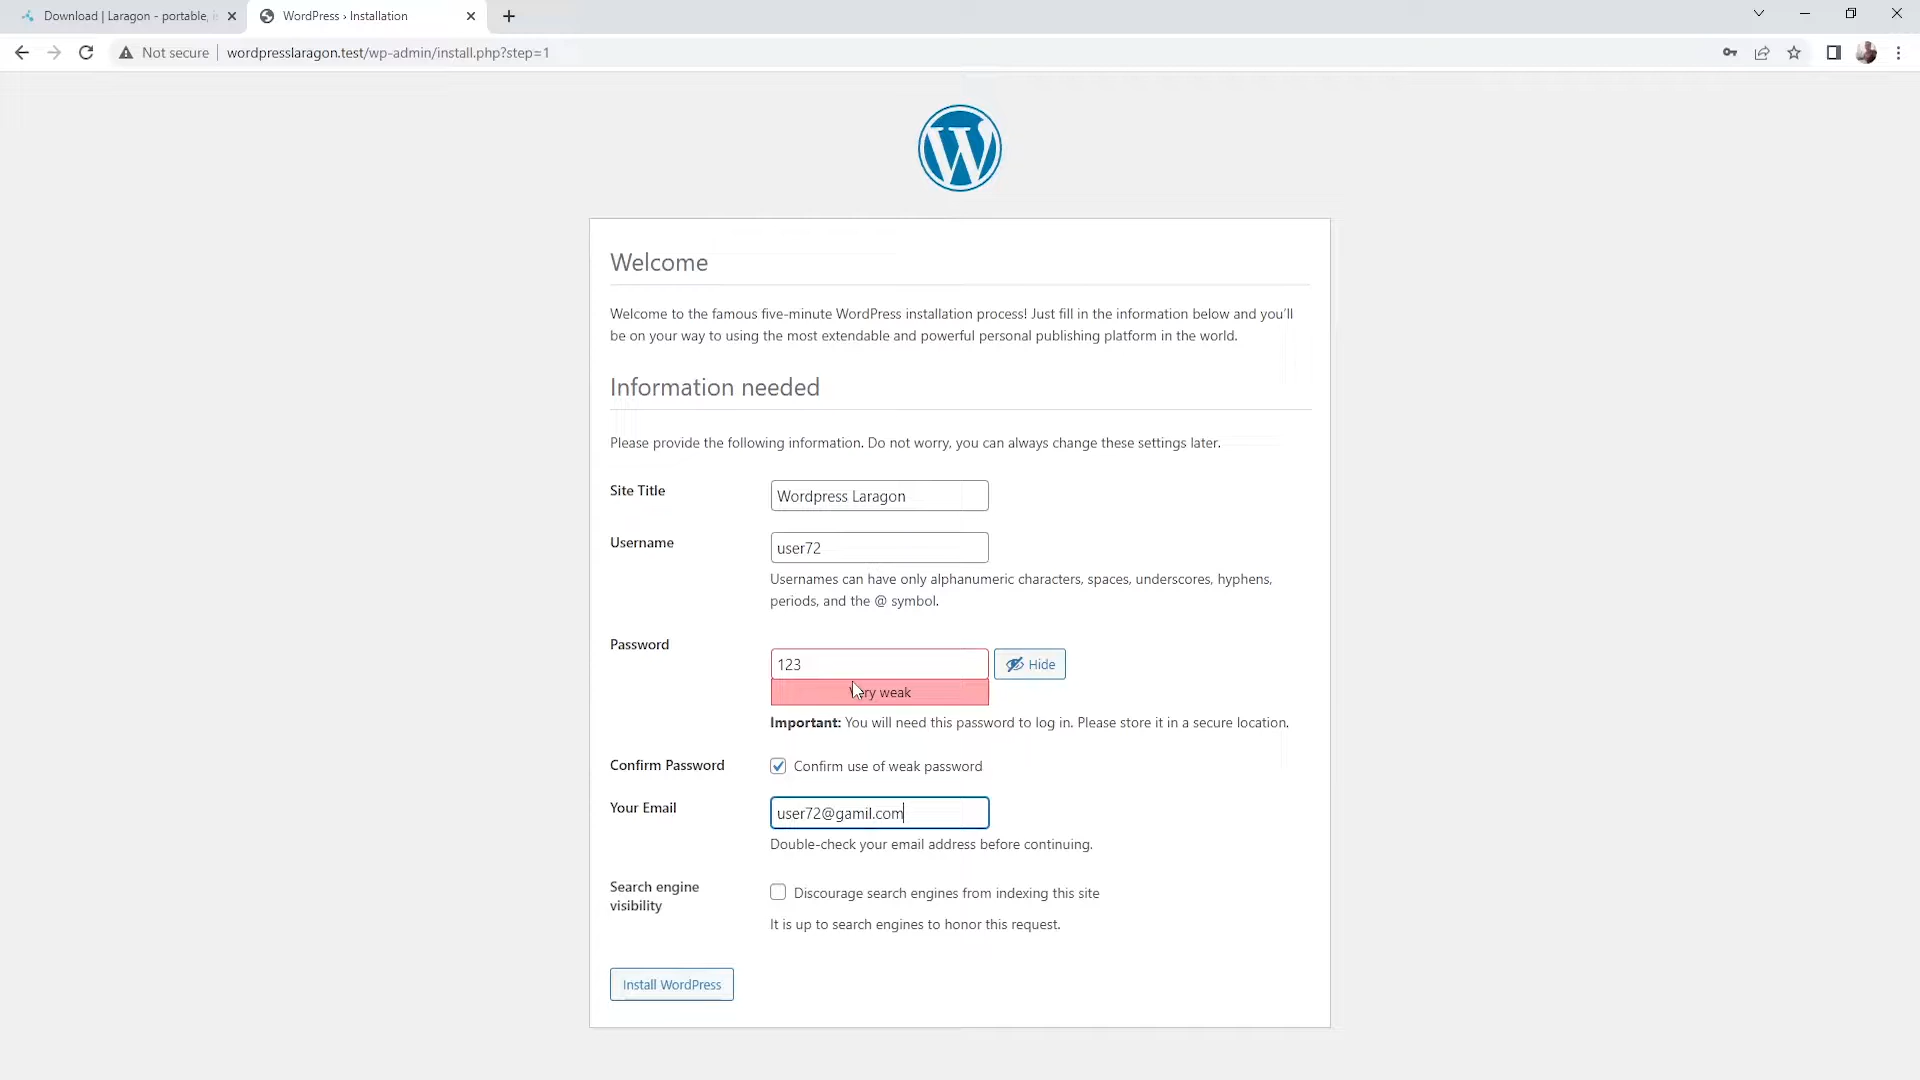 Download | Laragon - portable,
WordPress › Installation
Not secure
wordpresslaragon.test/wp-admin/install.php?step=1
Welcome
Welcome to the famous five-minute WordPress installation process! Just fill in the information below and you'll
be on your way to using the most extendable and powerful personal publishing platform in the world.
Information needed
Please provide the following information. Do not worry, you can always change these settings later.
Site Title
Wordpress Laragon
Username
user72
Usernames can have only alphanumeric characters, spaces, underscores, hyphens,
periods, and the @ symbol.
Password
123
Hide
Very weak
Important: You will need this password to log in. Please store it in a secure location.
Confirm Password
Confirm use of weak password
Your Email
user72@gamil.com
Double-check your email address before continuing.
Search engine
visibility
Discourage search engines from indexing this site
It is up to search engines to honor this request.
Install WordPress